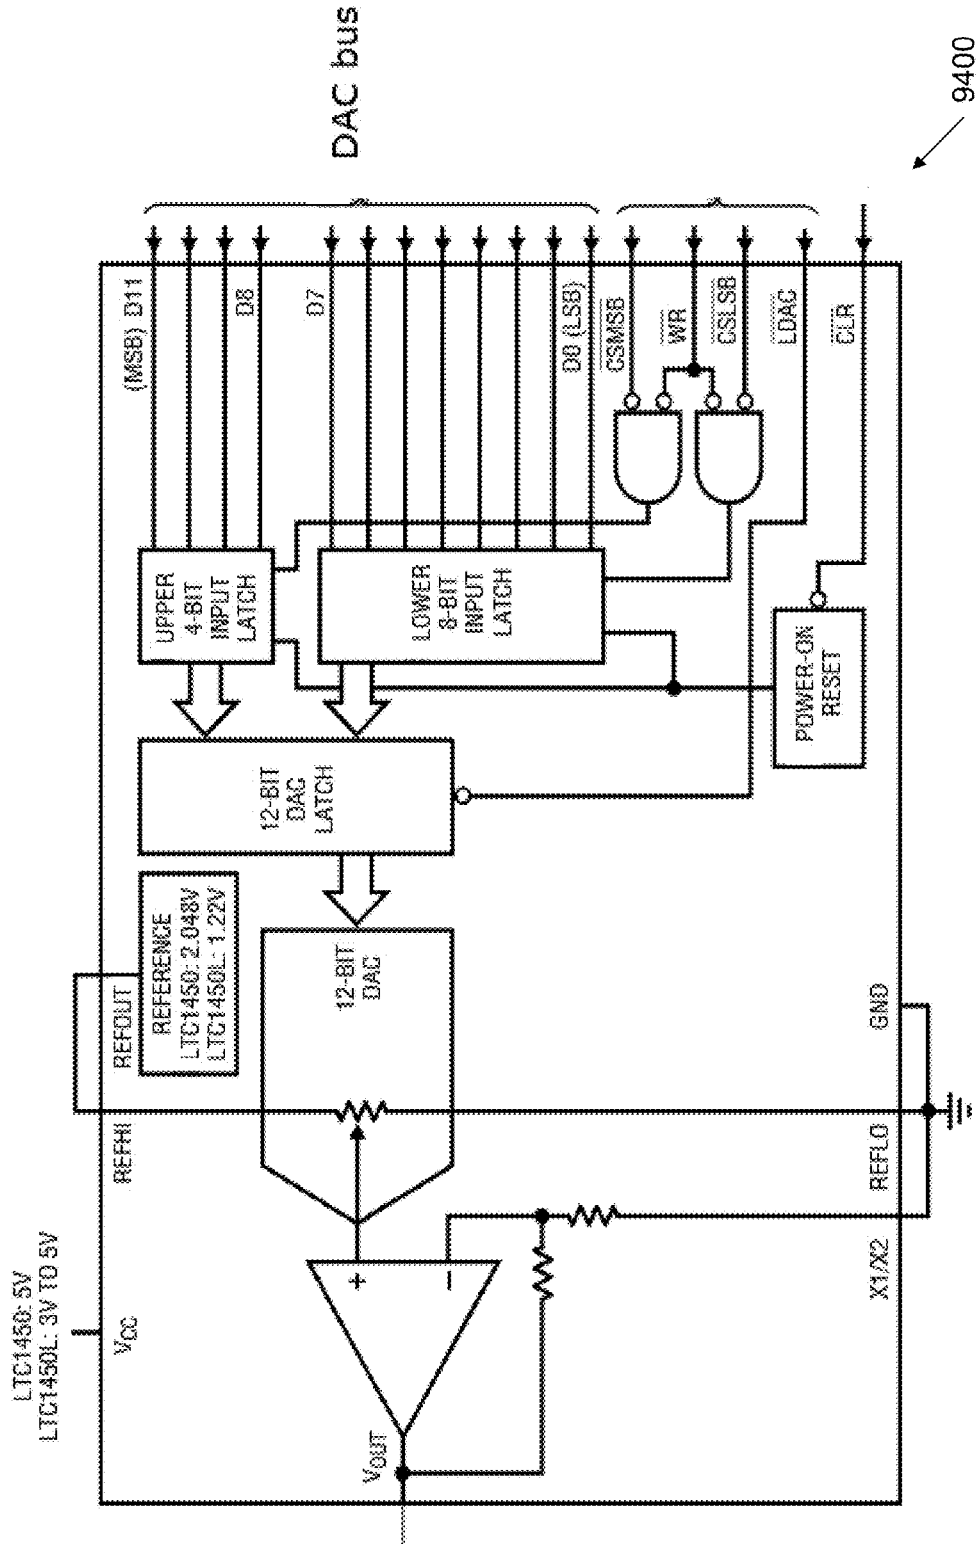 DAC bus
9400
(MSB) D11
D8
D7
D0 (LSB)
CSMSB
WR
CSLSB
LDAC
CLR
UPPER
4-BIT
INPUT
LATCH
LOWER
8-BIT
INPUT
LATCH
POWER-ON
RESET
12-BIT
DAC
LATCH
REFERENCE
LTC1450: 2.048V
LTC1450L: 1.22V
12-BIT
DAC
REFOUT
REFHI
GND
REFLO
X1/X2
LTC1450: 5V
LTC1450L: 3V TO 5V
VCC
+
−
VOUT